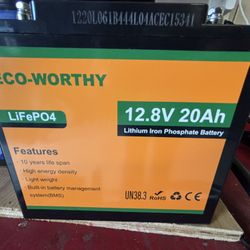 1220L061B444L04ACEC15341
ECO-WORTHY
LiFePO4
12.8V 20Ah
Lithium Iron Phosphate Battery
Features
- 10 years life span
- High energy density
- Light weight
- Built-in battery management
system(BMS)
UN38.3 RoHS CE